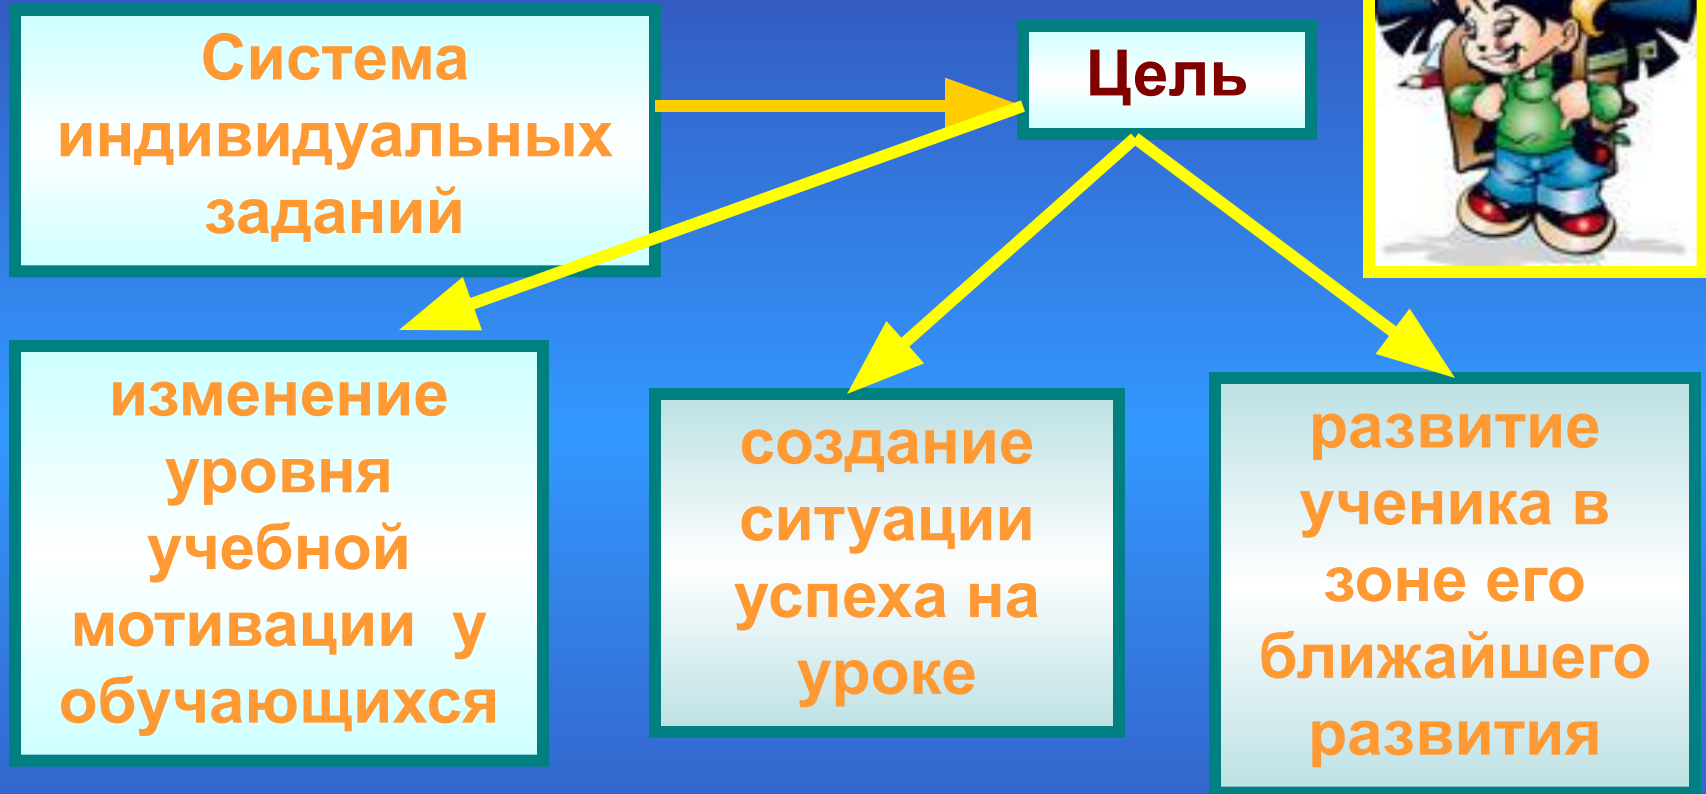 Система
индивидуальных
заданий
Цель
изменение
уровня
учебной
мотивации у
обучающихся
создание
ситуации
успеха на
уроке
развитие
ученика в
зоне его
ближайшего
развития